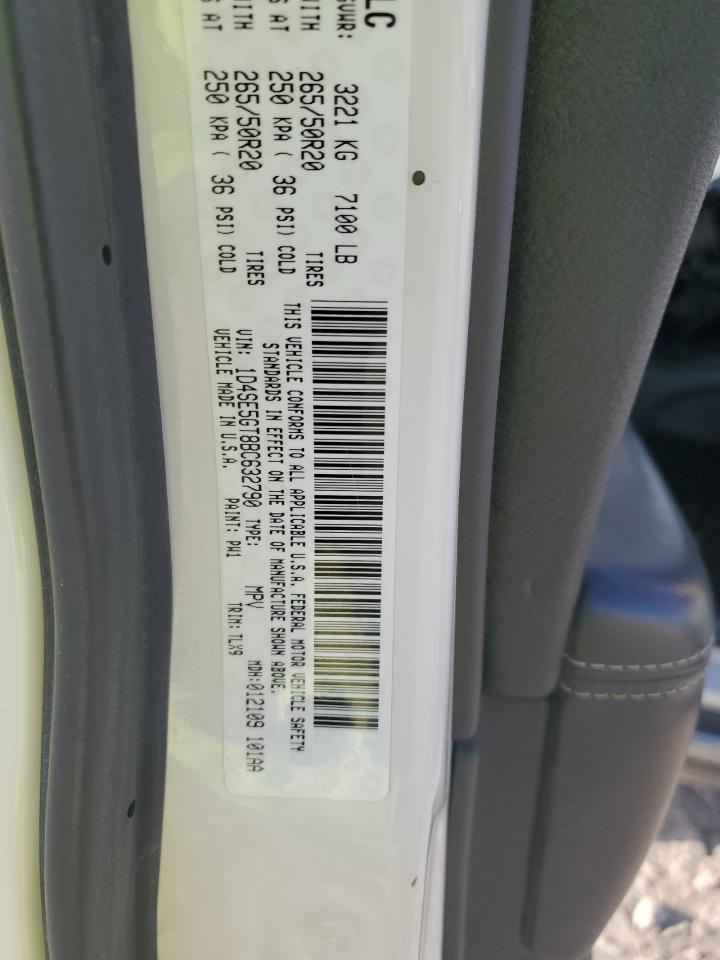 LC
GVWR: 3221 KG 7100 LB
WITH 265/50R20 TIRES
S AT 250 KPA ( 36 PSI) COLD
WITH 265/50R20 TIRES
S AT 250 KPA ( 36 PSI) COLD
THIS VEHICLE CONFORMS TO ALL APPLICABLE U.S.A. FEDERAL MOTOR VEHICLE SAFETY
STANDARDS IN EFFECT ON THE DATE OF MANUFACTURE SHOWN ABOVE.
VIN: 1D4SE5GT8BC632790 TYPE: MPV MDH:012109 101AA
VEHICLE MADE IN U.S.A. PAINT: PW1 TRIM: TLX9